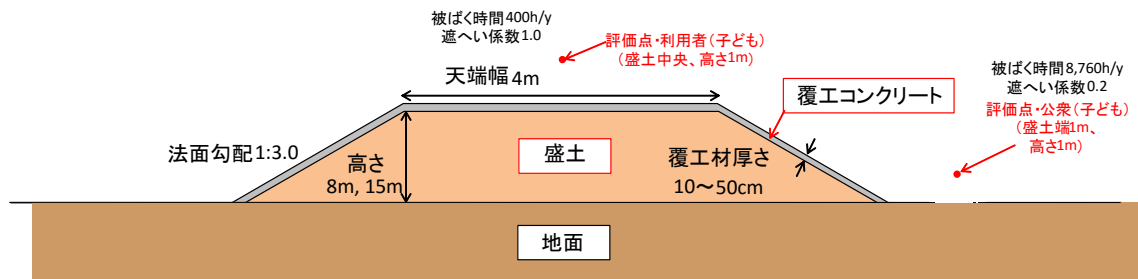 被ばく時間400h/y
遮へい係数1.0
評価点・利用者（子ども）
（盛土中央、高さ1m）
天端幅4m
被ばく時間8,760h/y
遮へい係数0.2
評価点・公衆（子ども）
（盛土端1m、
高さ1m）
覆工コンクリート
法面勾配1:3.0
高さ
8m, 15m
盛土
覆工材厚さ
10～50cm
地面